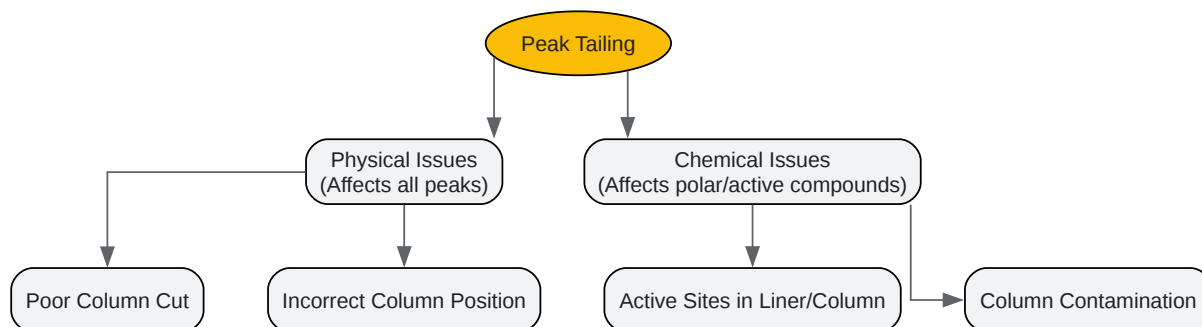 Peak Tailing
Physical Issues
(Affects all peaks)
Chemical Issues
(Affects polar/active compounds)
Poor Column Cut
Incorrect Column Position
Active Sites in Liner/Column
Column Contamination